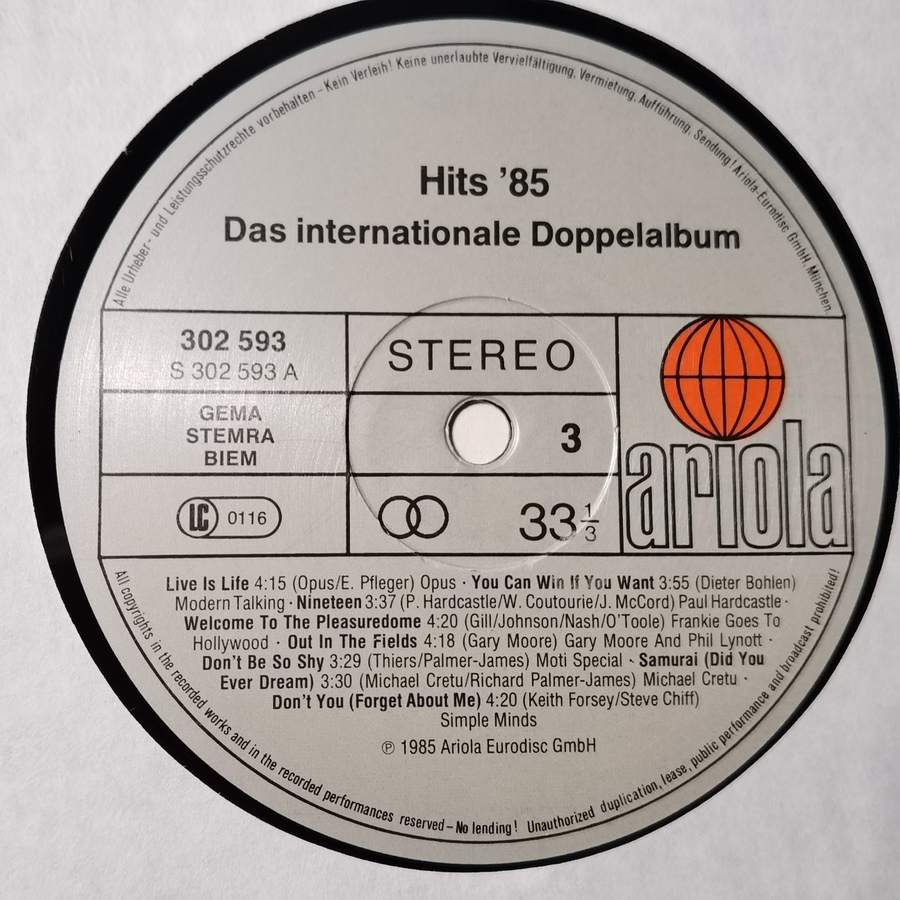 Alle Urheber- und Leistungsschutzrechte vorbehalten – Kein Verleih! Keine unerlaubte Vervielfältigung, Vermietung, Aufführung, Sendung! Ariola-Eurodisc GmbH, München.
Hits ’85
Das internationale Doppelalbum
302 593
S 302 593 A
GEMA
STEMRA
BIEM
LC 0116
STEREO
3
33 1/3
ariola
Live Is Life 4:15 (Opus/E. Pfleger) Opus · You Can Win If You Want 3:55 (Dieter Bohlen)
Modern Talking · Nineteen 3:37 (P. Hardcastle/W. Coutourie/J. McCord) Paul Hardcastle ·
Welcome To The Pleasuredome 4:20 (Gill/Johnson/Nash/O’Toole) Frankie Goes To
Hollywood · Out In The Fields 4:18 (Gary Moore) Gary Moore And Phil Lynott ·
Don’t Be So Shy 3:29 (Thiers/Palmer-James) Moti Special · Samurai (Did You
Ever Dream) 3:30 (Michael Cretu/Richard Palmer-James) Michael Cretu ·
Don’t You (Forget About Me) 4:20 (Keith Forsey/Steve Chiff)
Simple Minds
℗ 1985 Ariola Eurodisc GmbH
All copyrights in the recorded works and in the recorded performances reserved – No lending! Unauthorized duplication, lease, public performance and broadcast prohibited!